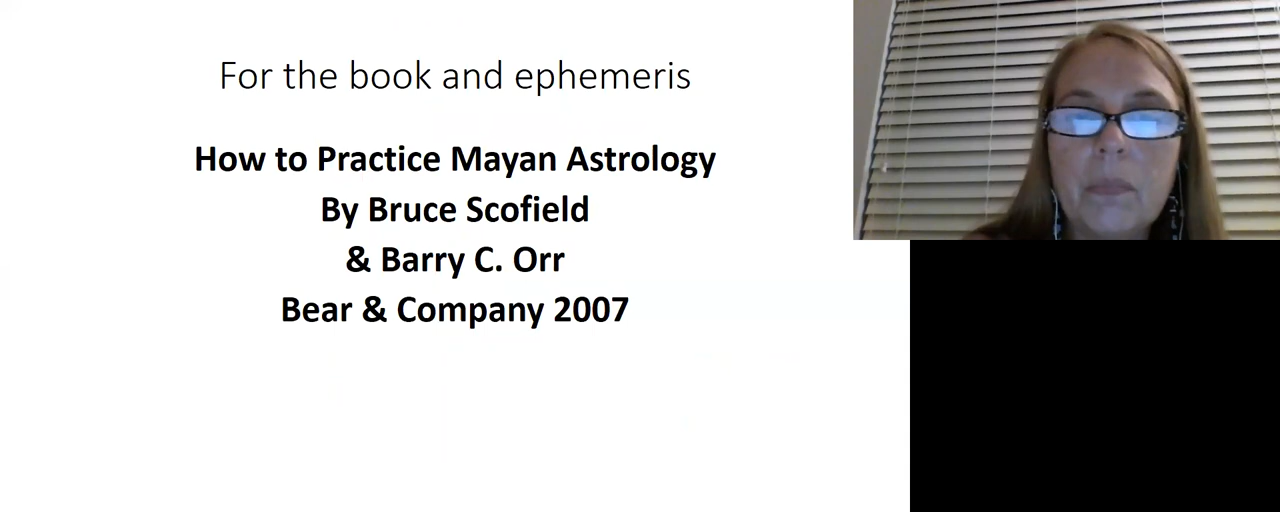 For the book and ephemeris
How to Practice Mayan Astrology
By Bruce Scofield
& Barry C. Orr
Bear & Company 2007